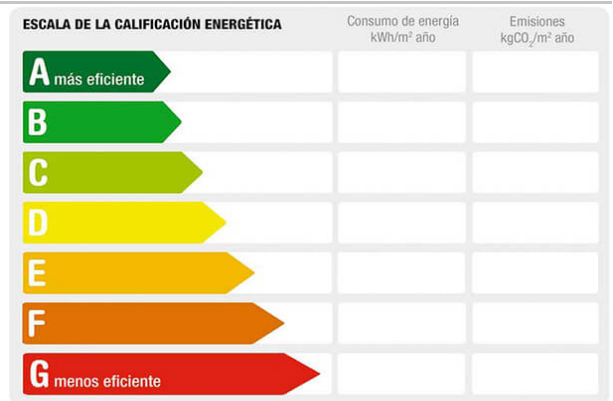 ESCALA DE LA CALIFICACIÓN ENERGÉTICA
Consumo de energía
kWh/m² año
Emisiones
kgCO₂/m² año
A más eficiente
B
C
D
E
F
G menos eficiente